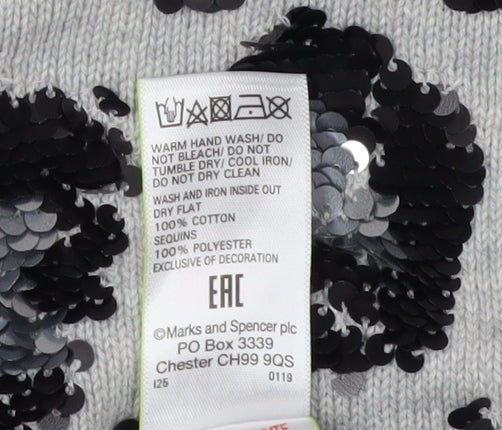 WARM HAND WASH/ DO
NOT BLEACH/ DO NOT
TUMBLE DRY/ COOL IRON/
DO NOT DRY CLEAN
WASH AND IRON INSIDE OUT
DRY FLAT
100% COTTON
SEQUINS
100% POLYESTER
EXCLUSIVE OF DECORATION
EAC
©Marks and Spencer plc
PO Box 3339
Chester CH99 9QS
I25 0119